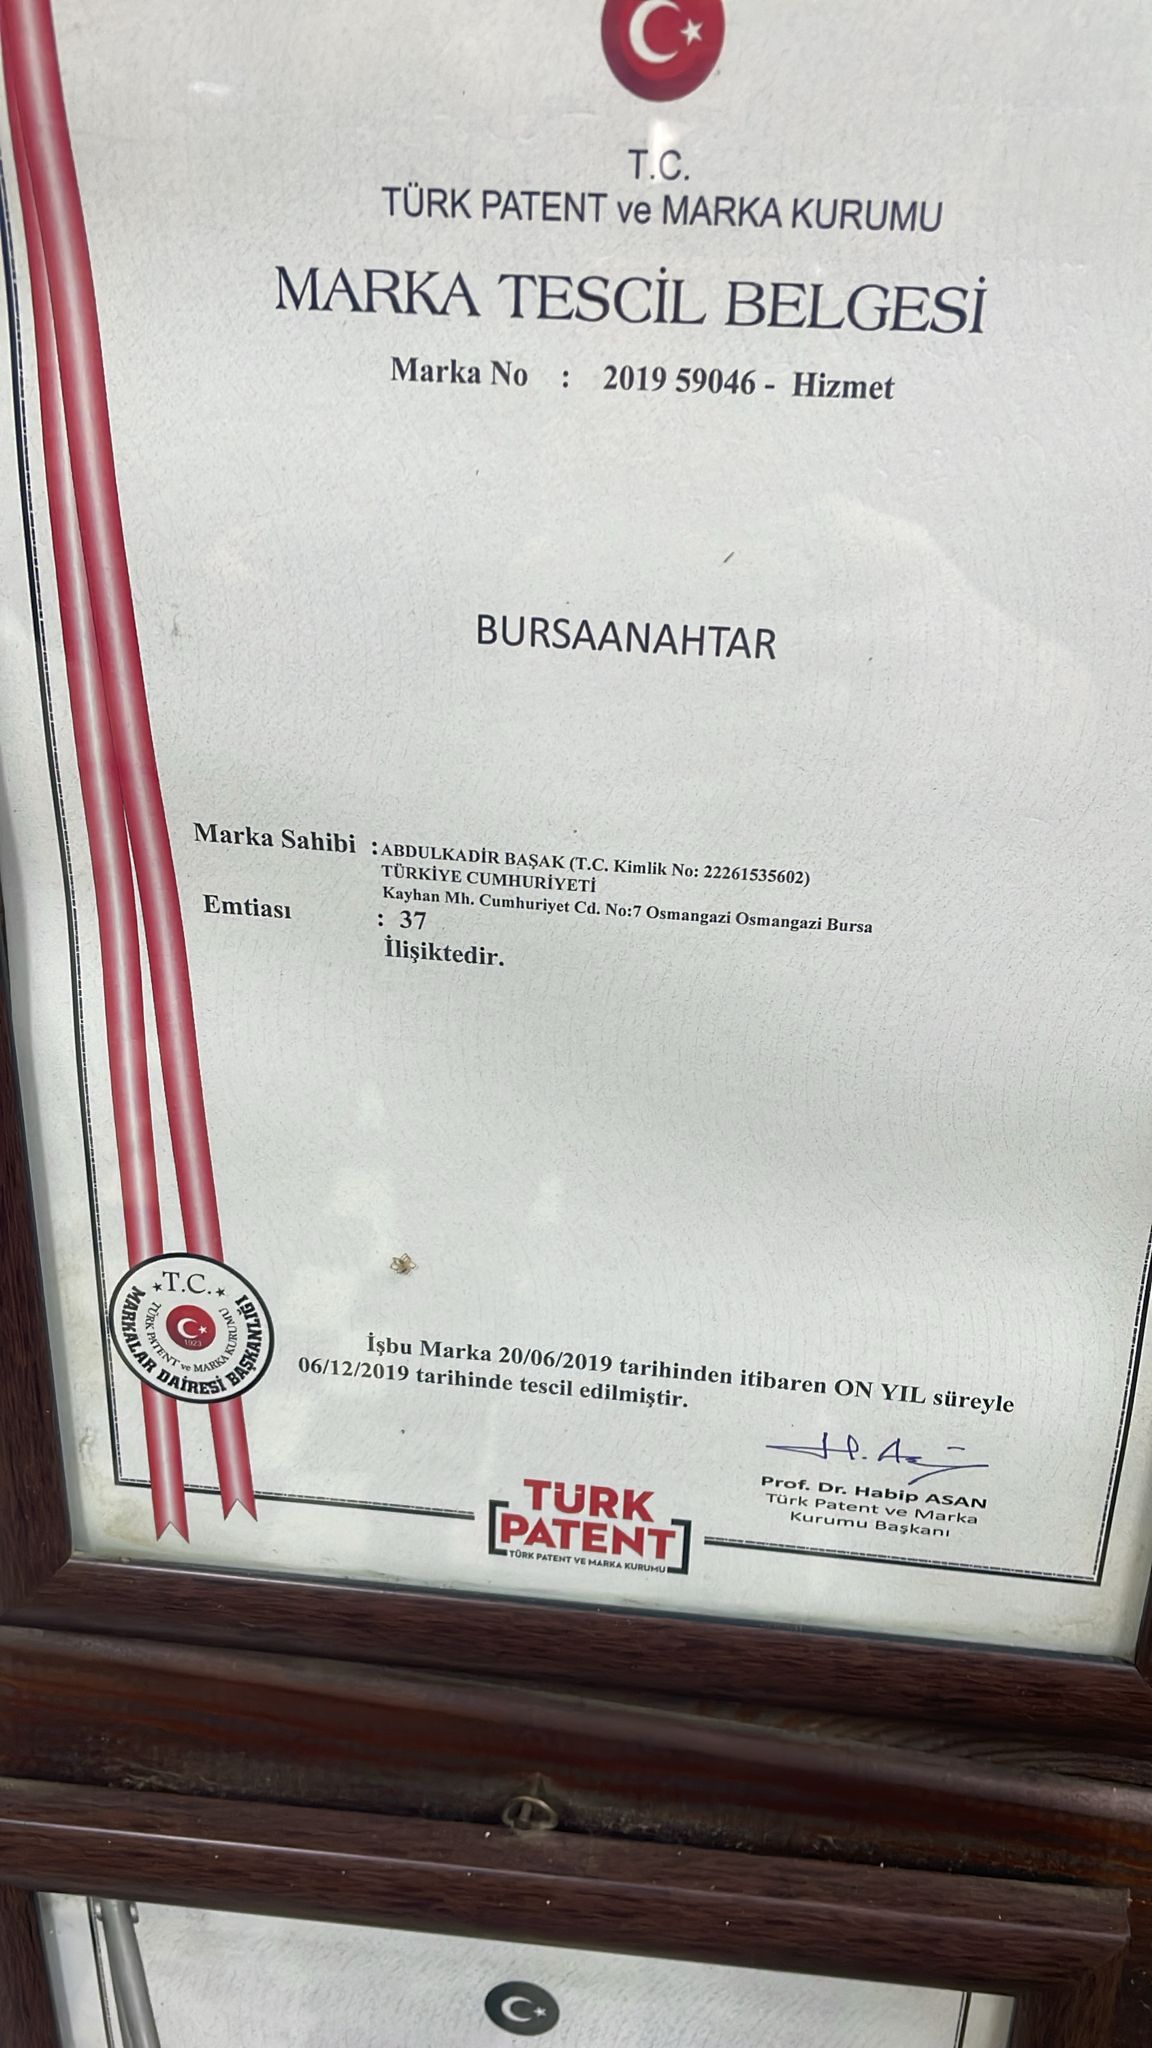 T.C.
TÜRK PATENT ve MARKA KURUMU
MARKA TESCİL BELGESİ
Marka No : 2019 59046 - Hizmet
BURSAANAHTAR
Marka Sahibi : ABDULKADİR BAŞAK (T.C. Kimlik No: 22261535602)
TÜRKİYE CUMHURİYETİ
Kayhan Mh. Cumhuriyet Cd. No:7 Osmangazi Osmangazi Bursa
Emtiası : 37
İlişiktedir.
T.C.
TÜRK PATENT ve MARKA KURUMU
1923
MARKALAR DAİRESİ BAŞKANLIĞI
İşbu Marka 20/06/2019 tarihinden itibaren ON YIL süreyle
06/12/2019 tarihinde tescil edilmiştir.
Prof. Dr. Habip ASAN
Türk Patent ve Marka
Kurumu Başkanı
TÜRK
PATENT
TÜRK PATENT VE MARKA KURUMU